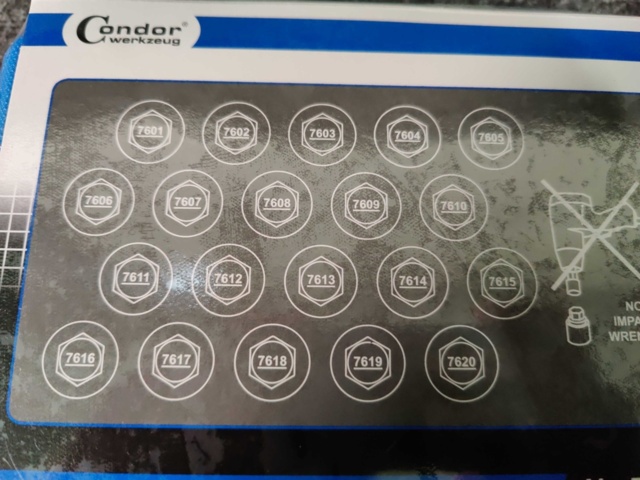 Condor®
werkzeug
7601 7602 7603 7604 7605
7606 7607 7608 7609 7610
7611 7612 7613 7614 7615
7616 7617 7618 7619 7620
NO
IMPA
WRE